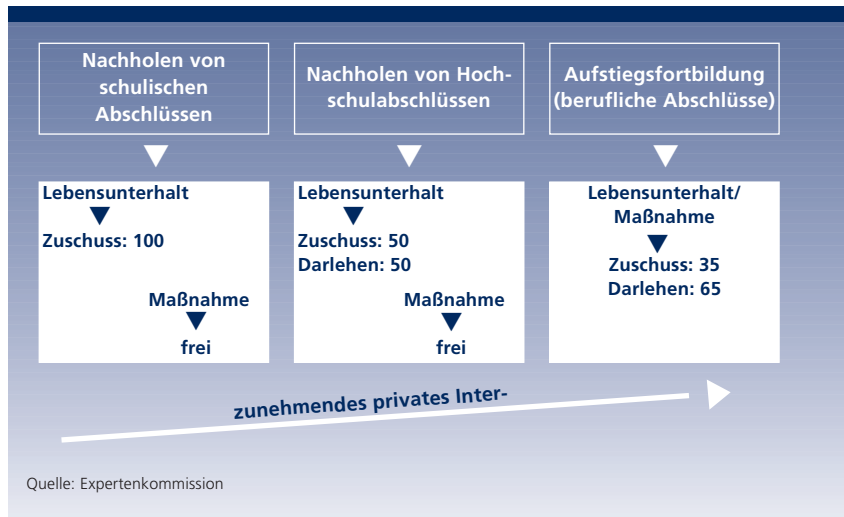 Nachholen von
schulischen
Abschlüssen
Nachholen von Hoch-
schulabschlüssen
Aufstiegsfortbildung
(berufliche Abschlüsse)
Lebensunterhalt
Zuschuss: 100
Maßnahme
frei
Lebensunterhalt
Zuschuss: 50
Darlehen: 50
Maßnahme
frei
Lebensunterhalt/
Maßnahme
Zuschuss: 35
Darlehen: 65
zunehmendes privates Inter-
Quelle: Expertenkommission